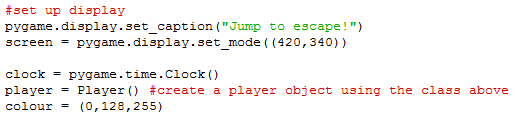 #set up display
pygame.display.set_caption("Jump to escape!")
screen = pygame.display.set_mode((420,340))
clock = pygame.time.Clock()
player = Player() #create a player object using the class above
colour = (0,128,255)